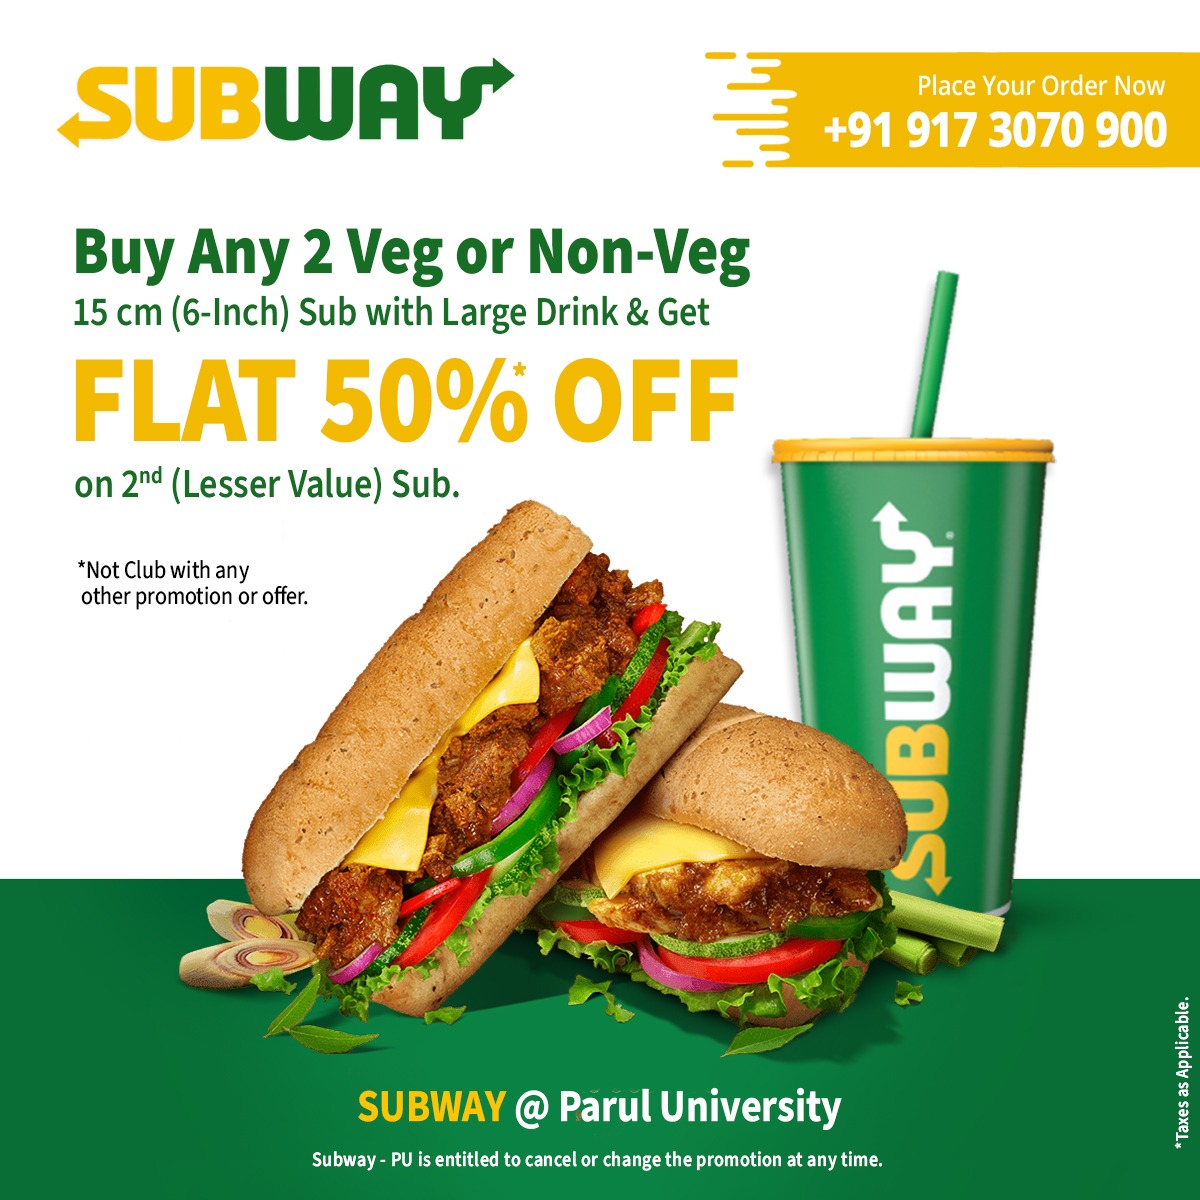 SUBWAY
Place Your Order Now
+91 917 3070 900
Buy Any 2 Veg or Non-Veg
15 cm (6-Inch) Sub with Large Drink & Get
FLAT 50%* OFF
on 2nd (Lesser Value) Sub.
*Not Club with any
other promotion or offer.
SUBWAY
SUBWAY @ Parul University
Subway - PU is entitled to cancel or change the promotion at any time.
*Taxes as Applicable.